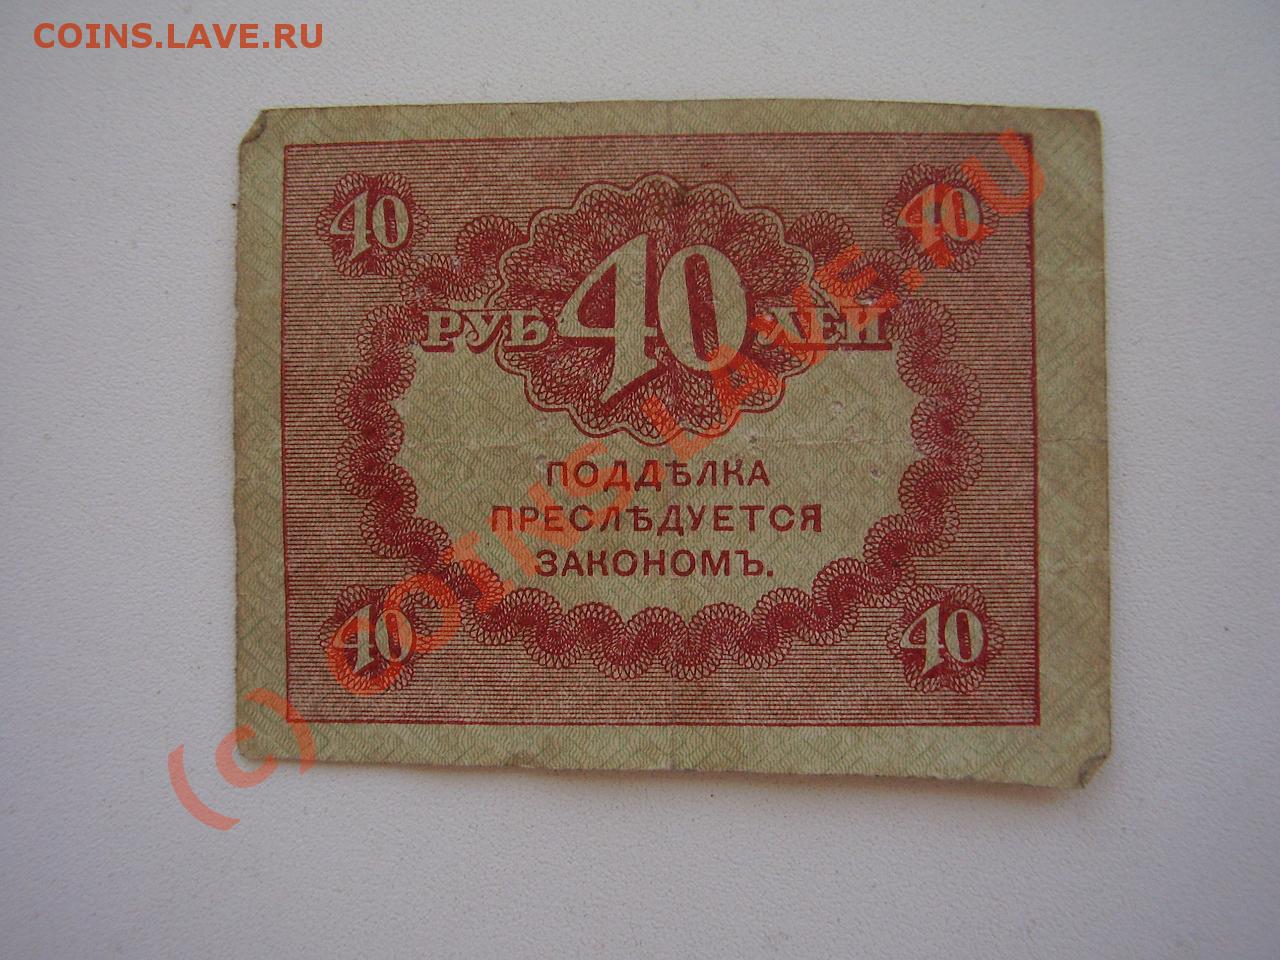 COINS.LAVE.RU
40 40
РУБ 40 ЛЕЙ
ПОДДѢЛКА
ПРЕСЛѢДУЕТСЯ
ЗАКОНОМЪ.
40 40
(c) COINS.LAVE.RU